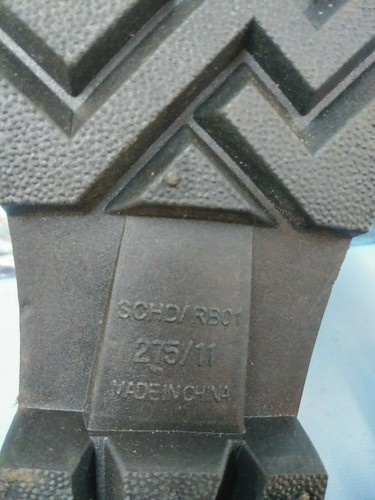 SCHD/ RB01
275/11
MADE IN CHINA